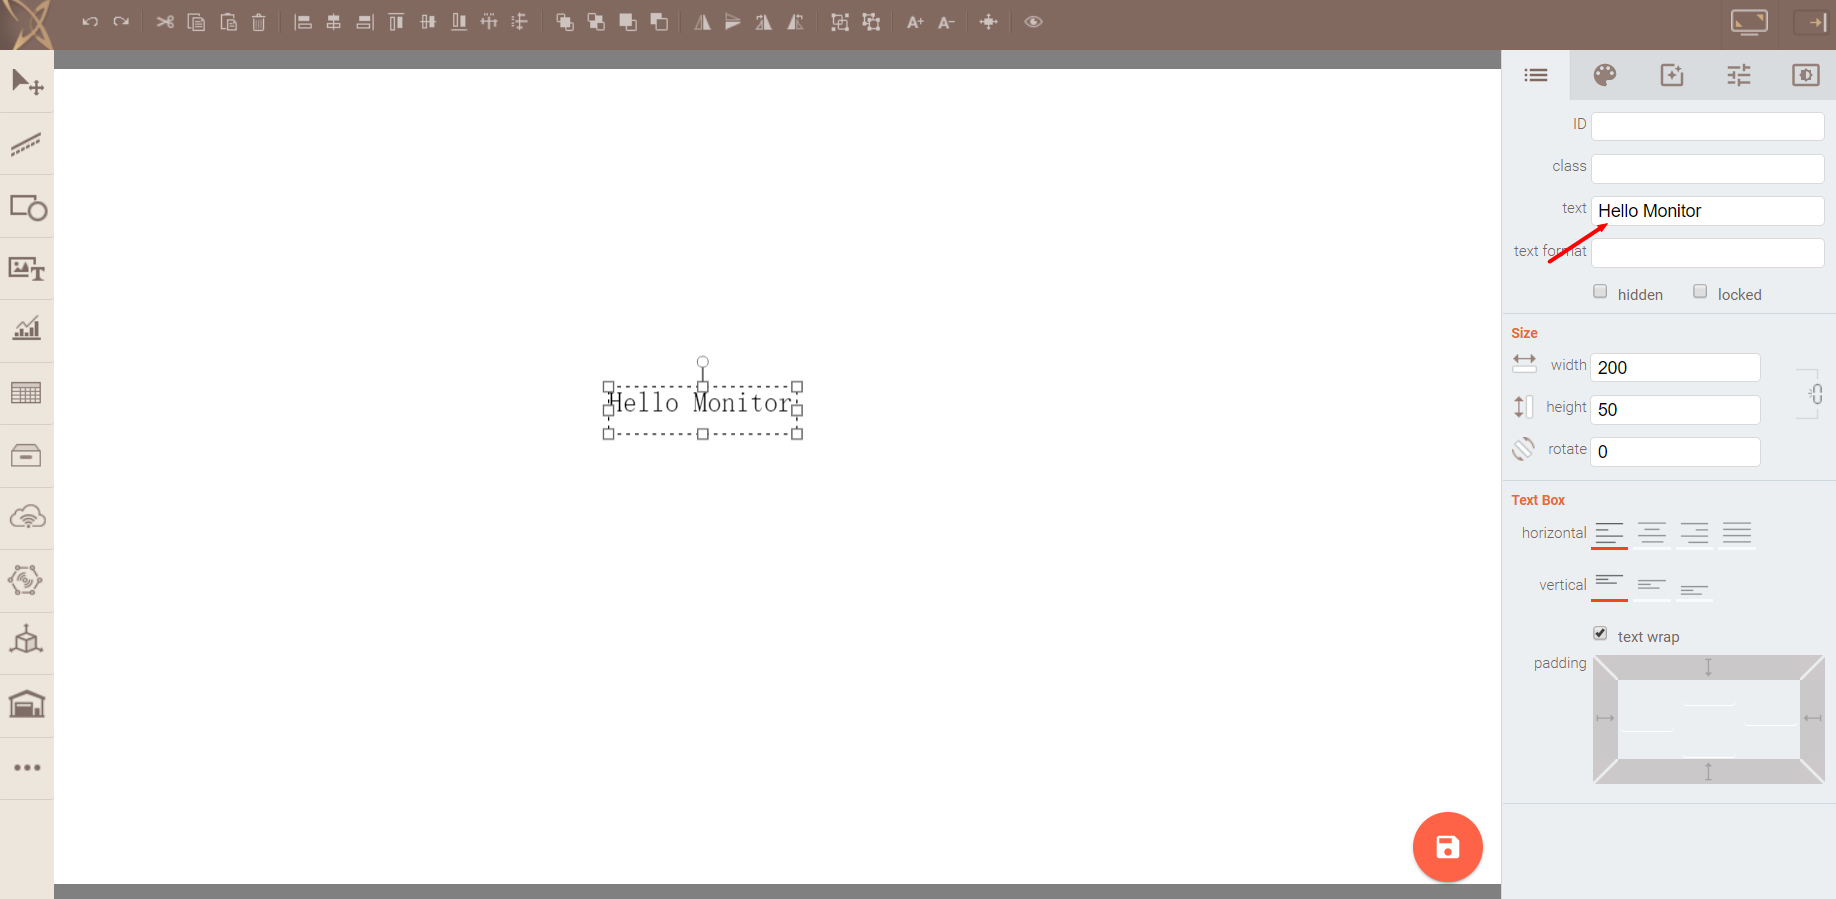 A+ A-
ID
class
text Hello Monitor
text format
hidden locked
Size
width 200
height 50
rotate 0
Text Box
horizontal
vertical
text wrap
padding
Hello Monitor